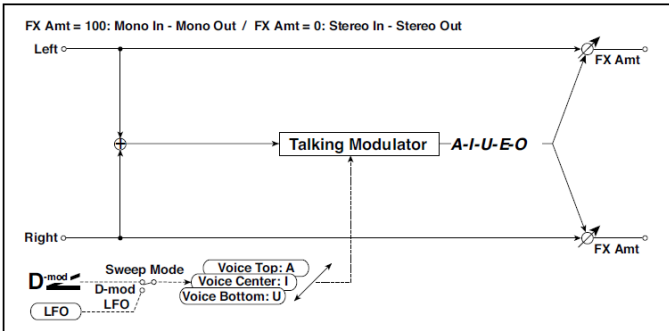 FX Amt = 100: Mono In - Mono Out / FX Amt = 0: Stereo In - Stereo Out
Left
FX Amt
Talking Modulator
A-I-U-E-O
Right
FX Amt
D-mod
Sweep Mode
D-mod
LFO
LFO
Voice Top: A
Voice Center: I
Voice Bottom: U